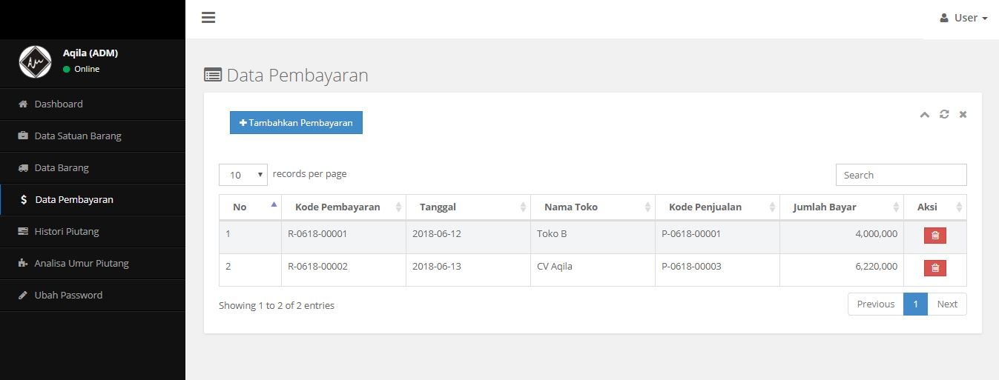 User
Aqila (ADM)
Online
Dashboard
Data Satuan Barang
Data Barang
Data Pembayaran
Histori Piutang
Analisa Umur Piutang
Ubah Password
Data Pembayaran
Tambahkan Pembayaran
10 records per page
Search
No Kode Pembayaran Tanggal Nama Toko Kode Penjualan Jumlah Bayar Aksi
1 R-0618-00001 2018-06-12 Toko B P-0618-00001 4,000,000
2 R-0618-00002 2018-06-13 CV Aqila P-0618-00003 6,220,000
Showing 1 to 2 of 2 entries
Previous 1 Next